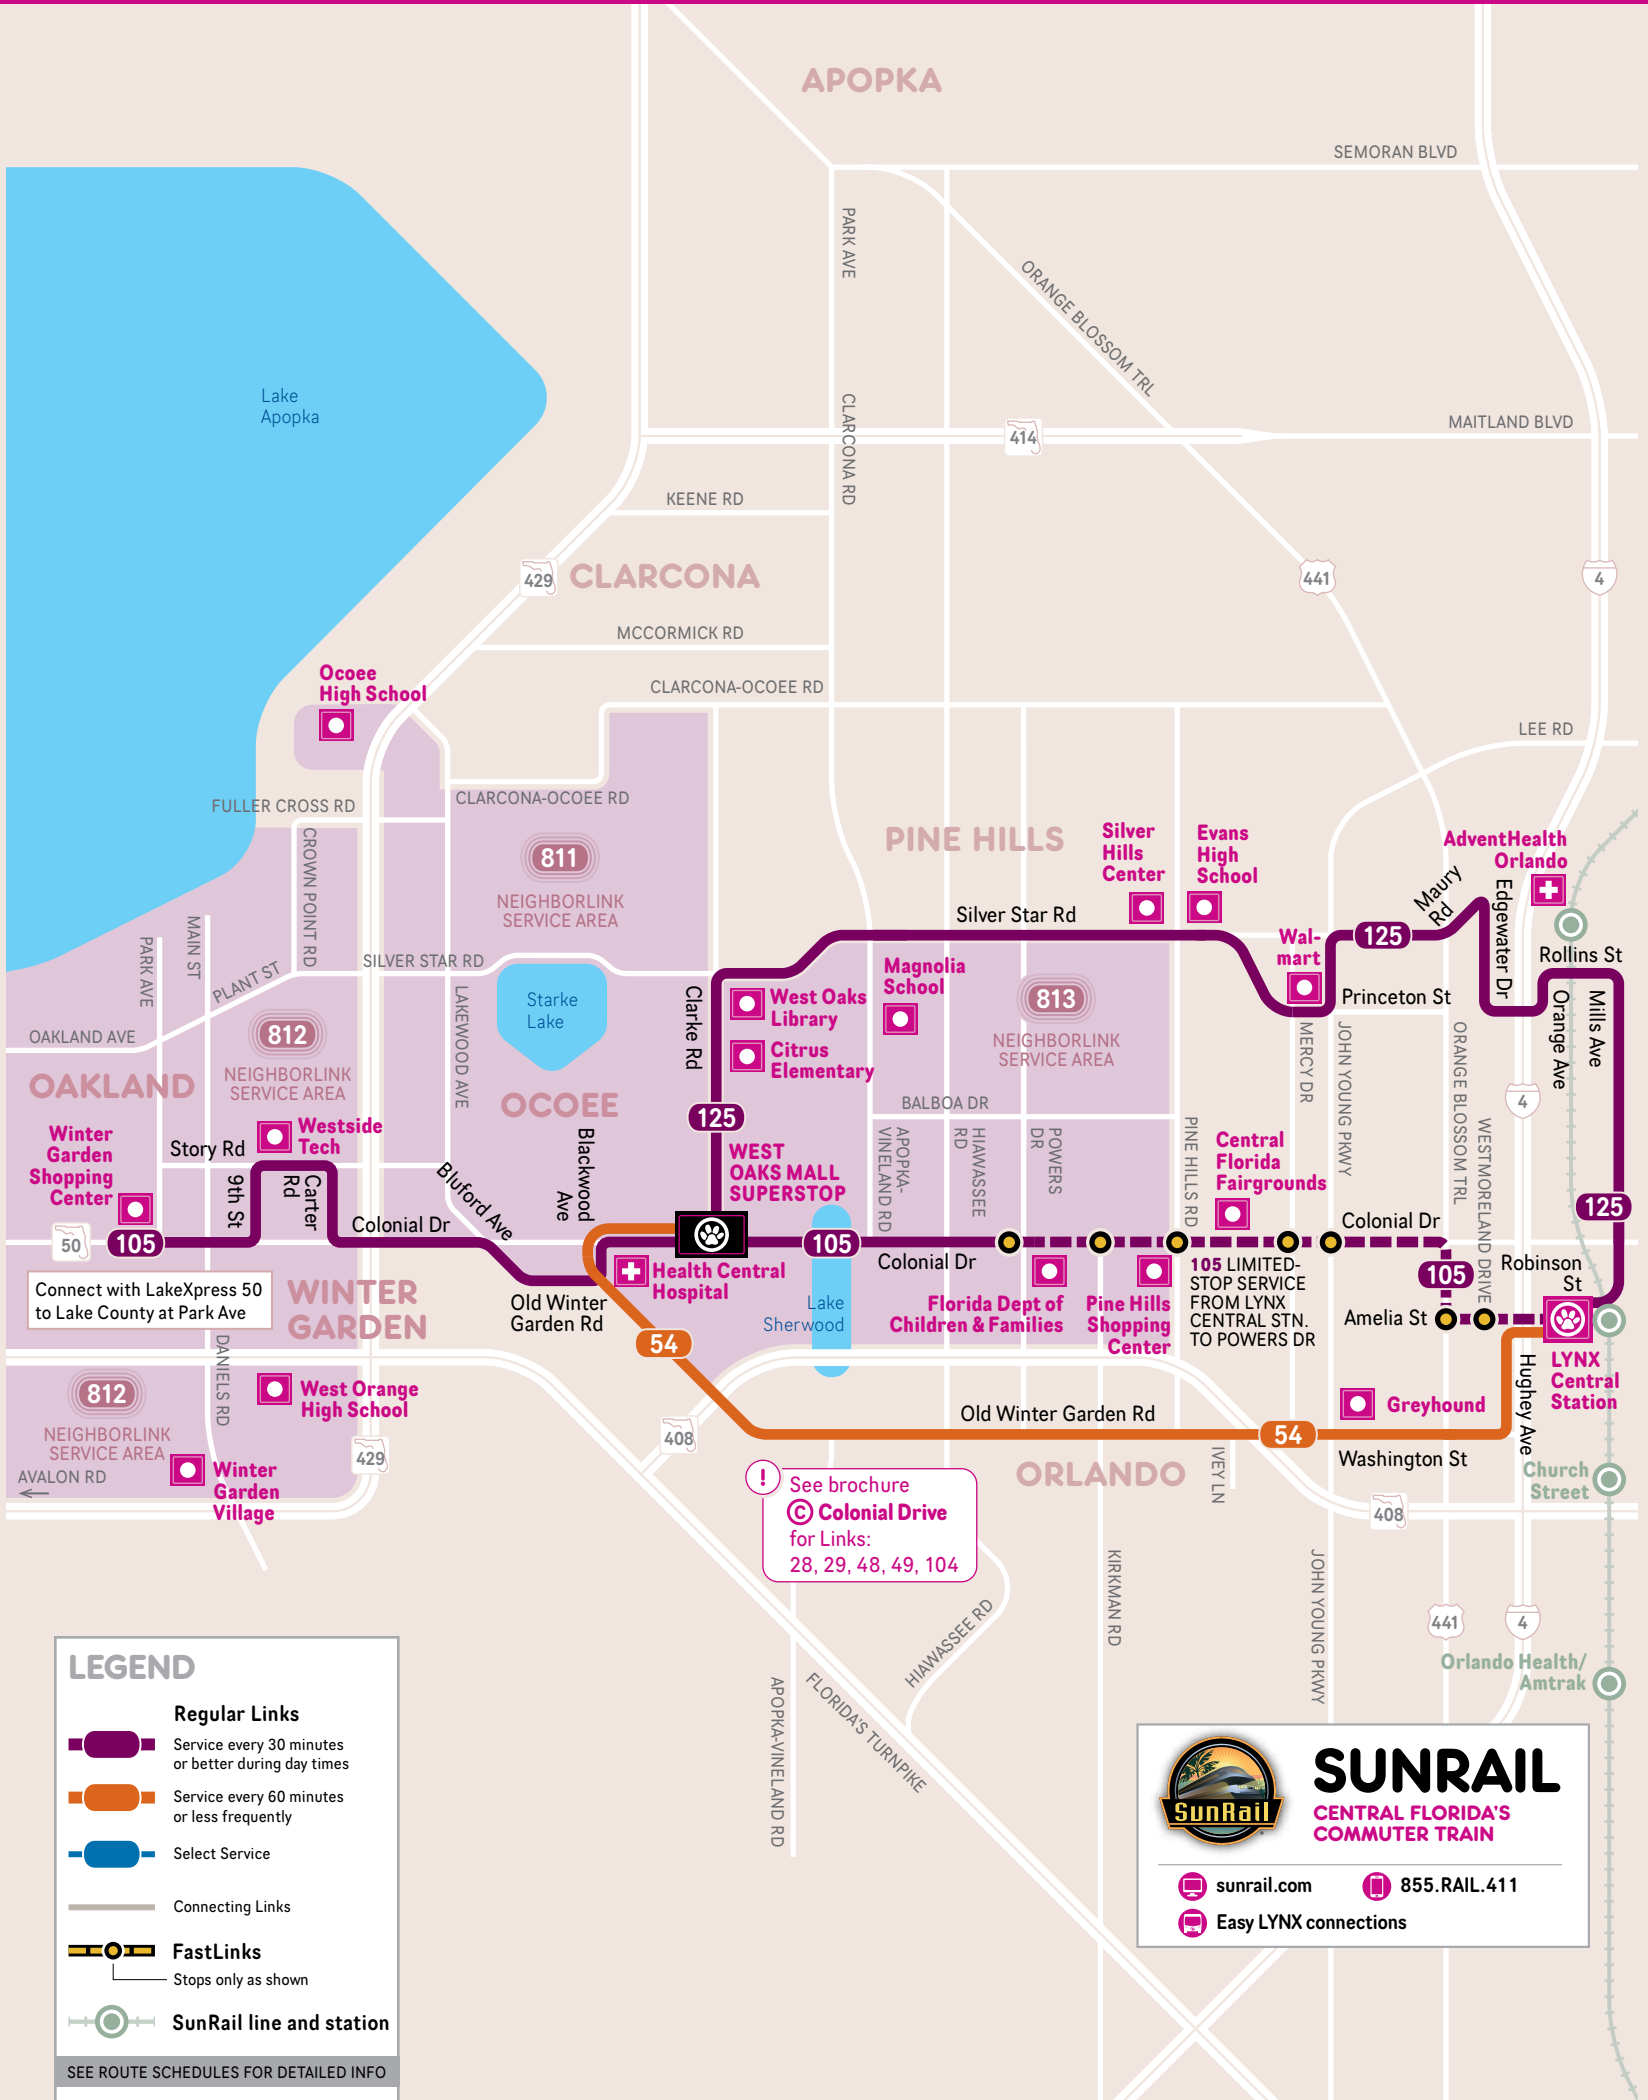 APOPKA
SEMORAN BLVD
PARK AVE
ORANGE BLOSSOM TRL
Lake
Apopka
CLARCONA RD
414
MAITLAND BLVD
KEENE RD
429
CLARCONA
441
4
MCCORMICK RD
Ocoee
High School
CLARCONA-OCOEE RD
LEE RD
FULLER CROSS RD
CLARCONA-OCOEE RD
CROWN POINT RD
811
NEIGHBORLINK
SERVICE AREA
PINE HILLS
Silver
Hills
Center
Evans
High
School
AdventHealth
Orlando
Maury
Rd
Edgewater Dr
Silver Star Rd
Wal-
mart
125
Rollins St
MAIN ST
PARK AVE
PLANT ST
SILVER STAR RD
LAKEWOOD AVE
Starke
Lake
Clarke Rd
West Oaks
Library
Magnolia
School
813
NEIGHBORLINK
SERVICE AREA
Princeton St
Orange Ave
Mills Ave
OAKLAND AVE
812
NEIGHBORLINK
SERVICE AREA
Citrus
Elementary
MERCY DR
JOHN YOUNG PKWY
ORANGE BLOSSOM TRL
OAKLAND
OCOEE
125
BALBOA DR
4
Winter
Garden
Shopping
Center
Story Rd
Westside
Tech
9th St
Carter
Rd
Bluford Ave
Blackwood
Ave
WEST
OAKS MALL
SUPERSTOP
APOPKA-
VINELAND RD
HIAWASSEE
RD
POWERS
DR
PINE HILLS RD
Central
Florida
Fairgrounds
WESTMORELAND DRIVE
125
50
105
Colonial Dr
105
Colonial Dr
Colonial Dr
Connect with LakeXpress 50
to Lake County at Park Ave
WINTER
GARDEN
Old Winter
Garden Rd
Health Central
Hospital
Lake
Sherwood
Florida Dept of
Children & Families
Pine Hills
Shopping
Center
105 LIMITED-
STOP SERVICE
FROM LYNX
CENTRAL STN.
TO POWERS DR
105
Robinson
St
Amelia St
54
DANIELS RD
812
NEIGHBORLINK
SERVICE AREA
West Orange
High School
Hughey Ave
LYNX
Central
Station
Greyhound
408
Old Winter Garden Rd
54
Washington St
429
AVALON RD
Winter
Garden
Village
ORLANDO
IVEY LN
Church
Street
! See brochure
C Colonial Drive
for Links:
28, 29, 48, 49, 104
408
KIRKMAN RD
JOHN YOUNG PKWY
HIAWASSEE RD
441
4
Orlando Health/
Amtrak
APOPKA-VINELAND RD
FLORIDA'S TURNPIKE
LEGEND
Regular Links
Service every 30 minutes
or better during day times
Service every 60 minutes
or less frequently
Select Service
Connecting Links
FastLinks
Stops only as shown
SunRail line and station
SEE ROUTE SCHEDULES FOR DETAILED INFO
SunRail
SUNRAIL
CENTRAL FLORIDA'S
COMMUTER TRAIN
sunrail.com
855.RAIL.411
Easy LYNX connections